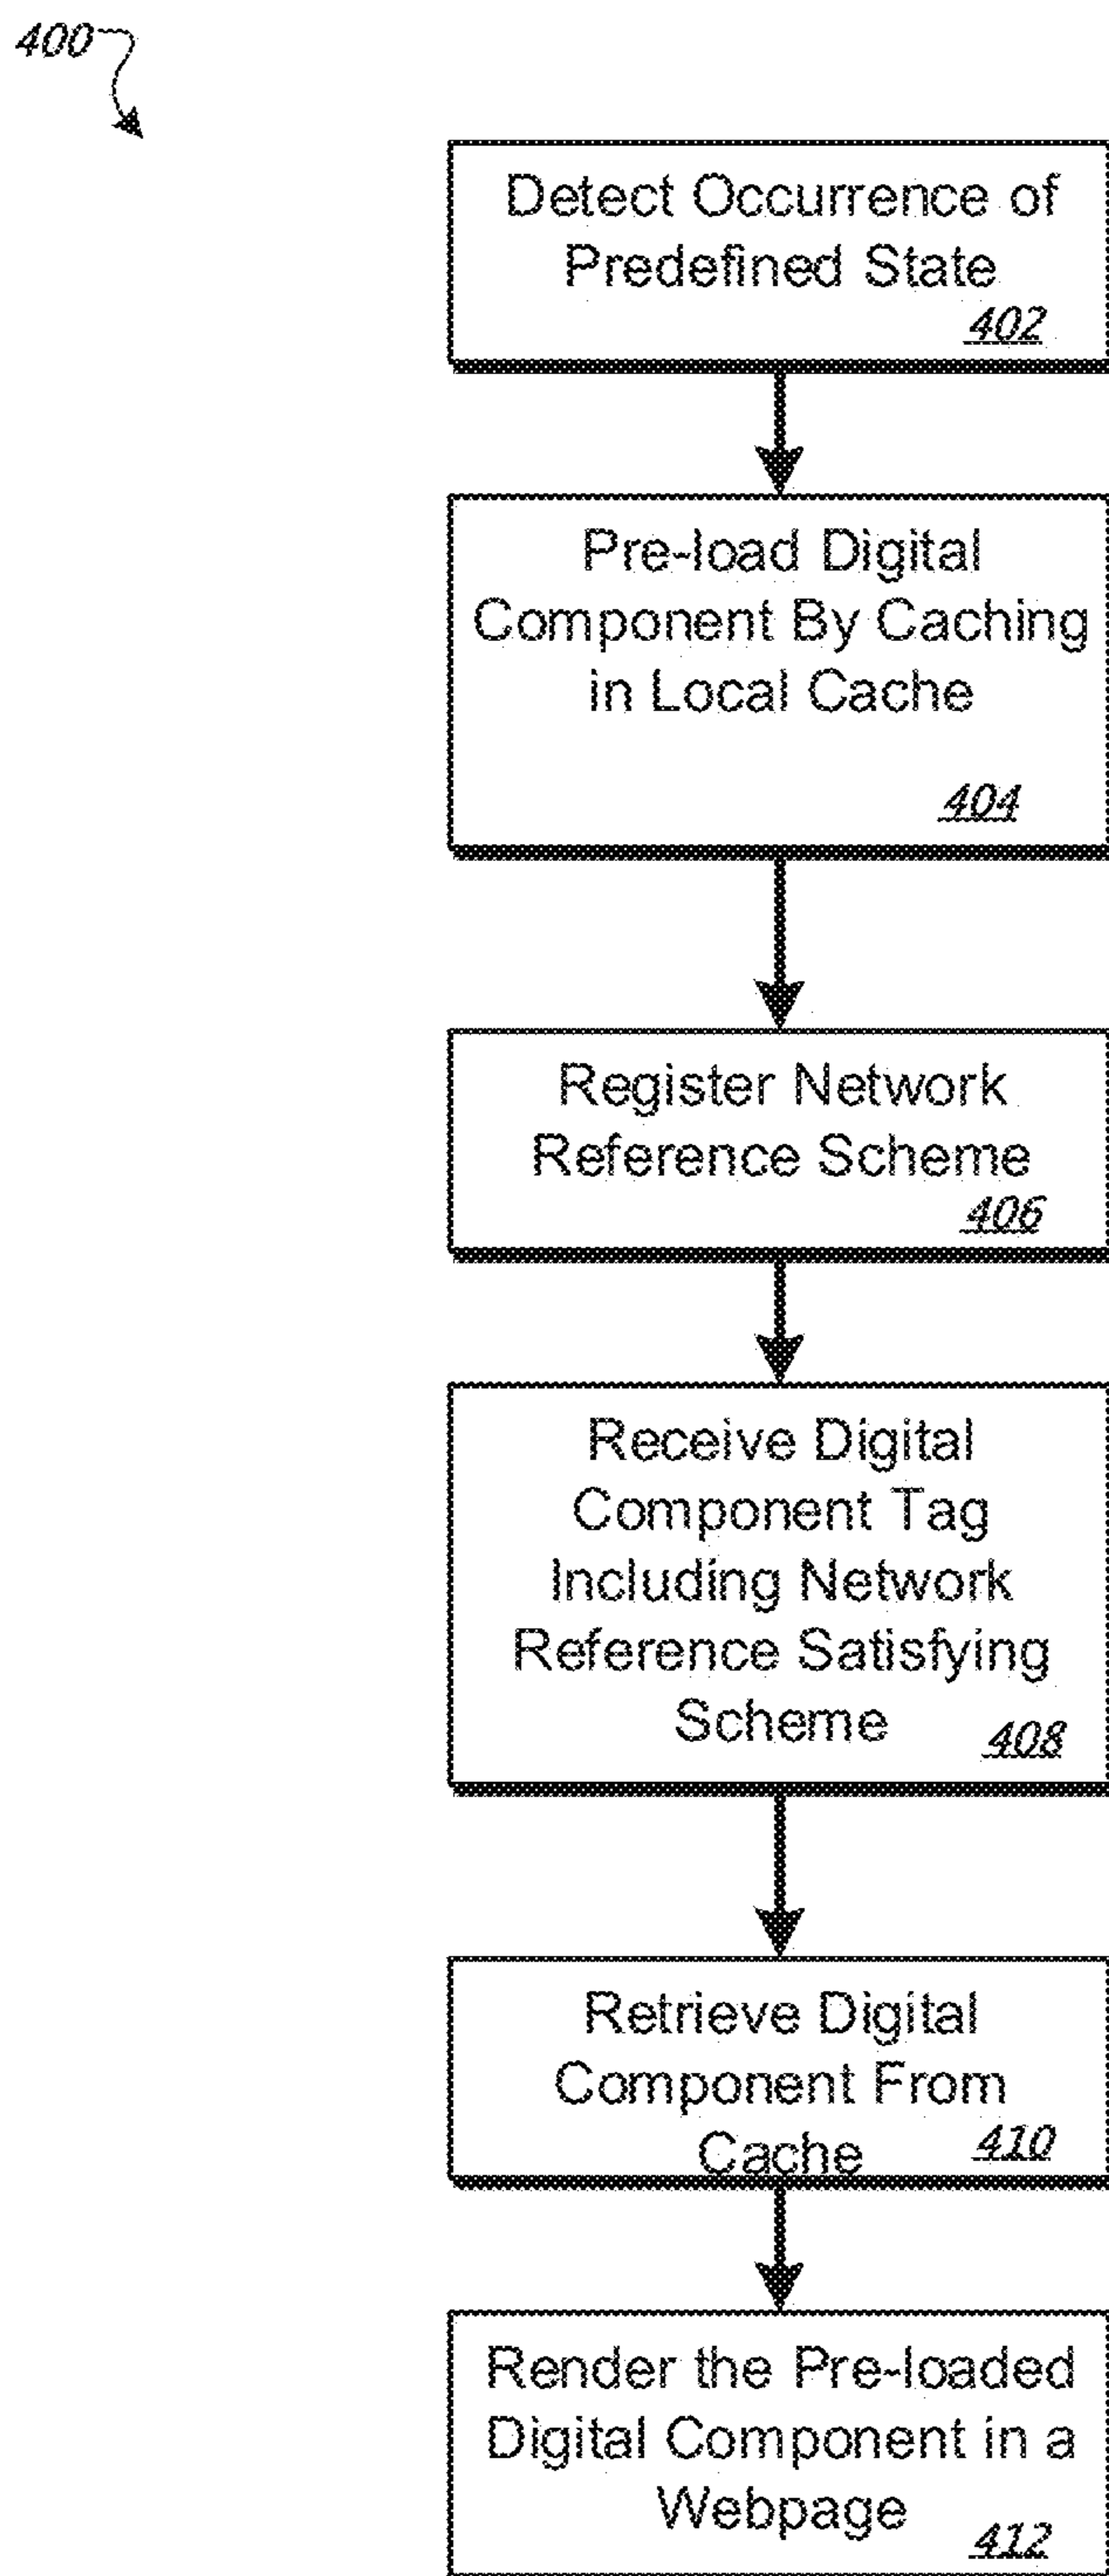 400
Detect Occurrence of
Predefined State
402
Pre-load Digital
Component By Caching
in Local Cache
404
Register Network
Reference Scheme
406
Receive Digital
Component Tag
Including Network
Reference Satisfying
Scheme
408
Retrieve Digital
Component From
Cache
410
Render the Pre-loaded
Digital Component in a
Webpage
412